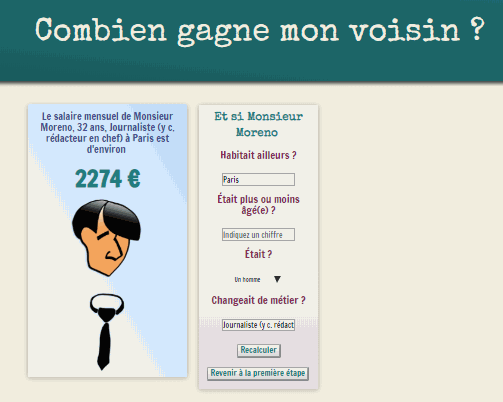 Combien gagne mon voisin ?
Le salaire mensuel de Monsieur
Moreno, 32 ans, Journaliste (y c.
rédacteur en chef) à Paris est
d'environ
2274 €
Et si Monsieur
Moreno
Habitait ailleurs ?
Paris
Était plus ou moins
âgé(e) ?
Indiquez un chiffre
Était ?
Un homme
Changeait de métier ?
Journaliste (y c. rédact
Recalculer
Revenir à la première étape